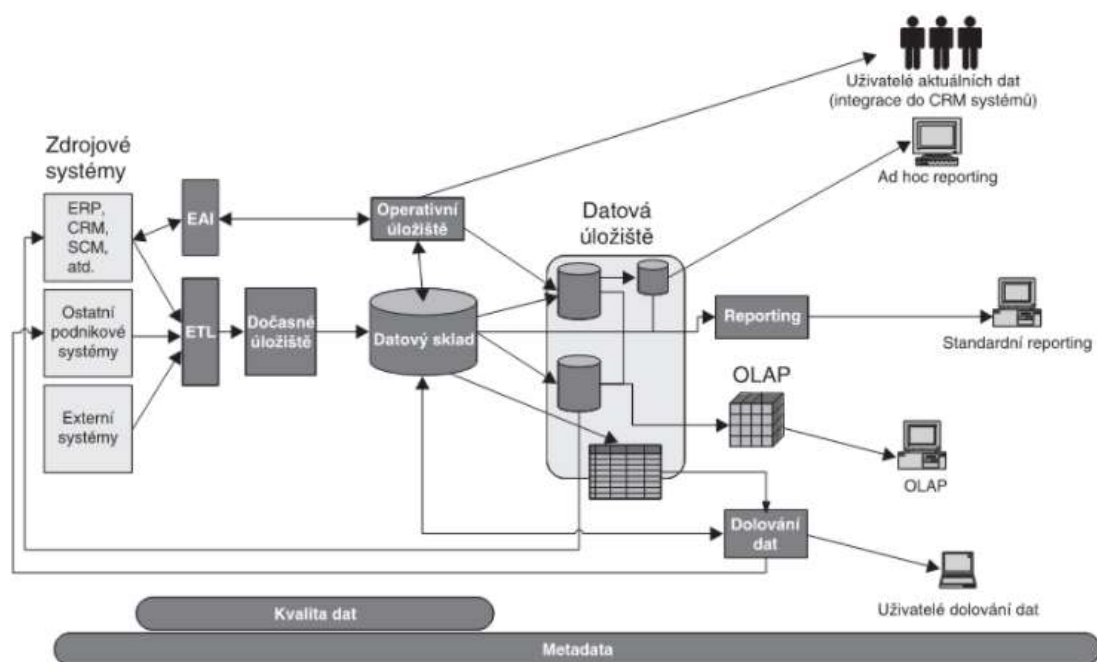 Uživatelé aktuálních dat
(integrace do CRM systémů)
Ad hoc reporting
Zdrojové
systémy
ERP,
CRM,
SCM,
atd.
EAI
Operativní
úložiště
Datová
úložiště
Ostatní
podnikové
systémy
ETL
Dočasné
úložiště
Datový sklad
Reporting
Standardní reporting
Externí
systémy
OLAP
OLAP
Dolování
dat
Uživatelé dolování dat
Kvalita dat
Metadata